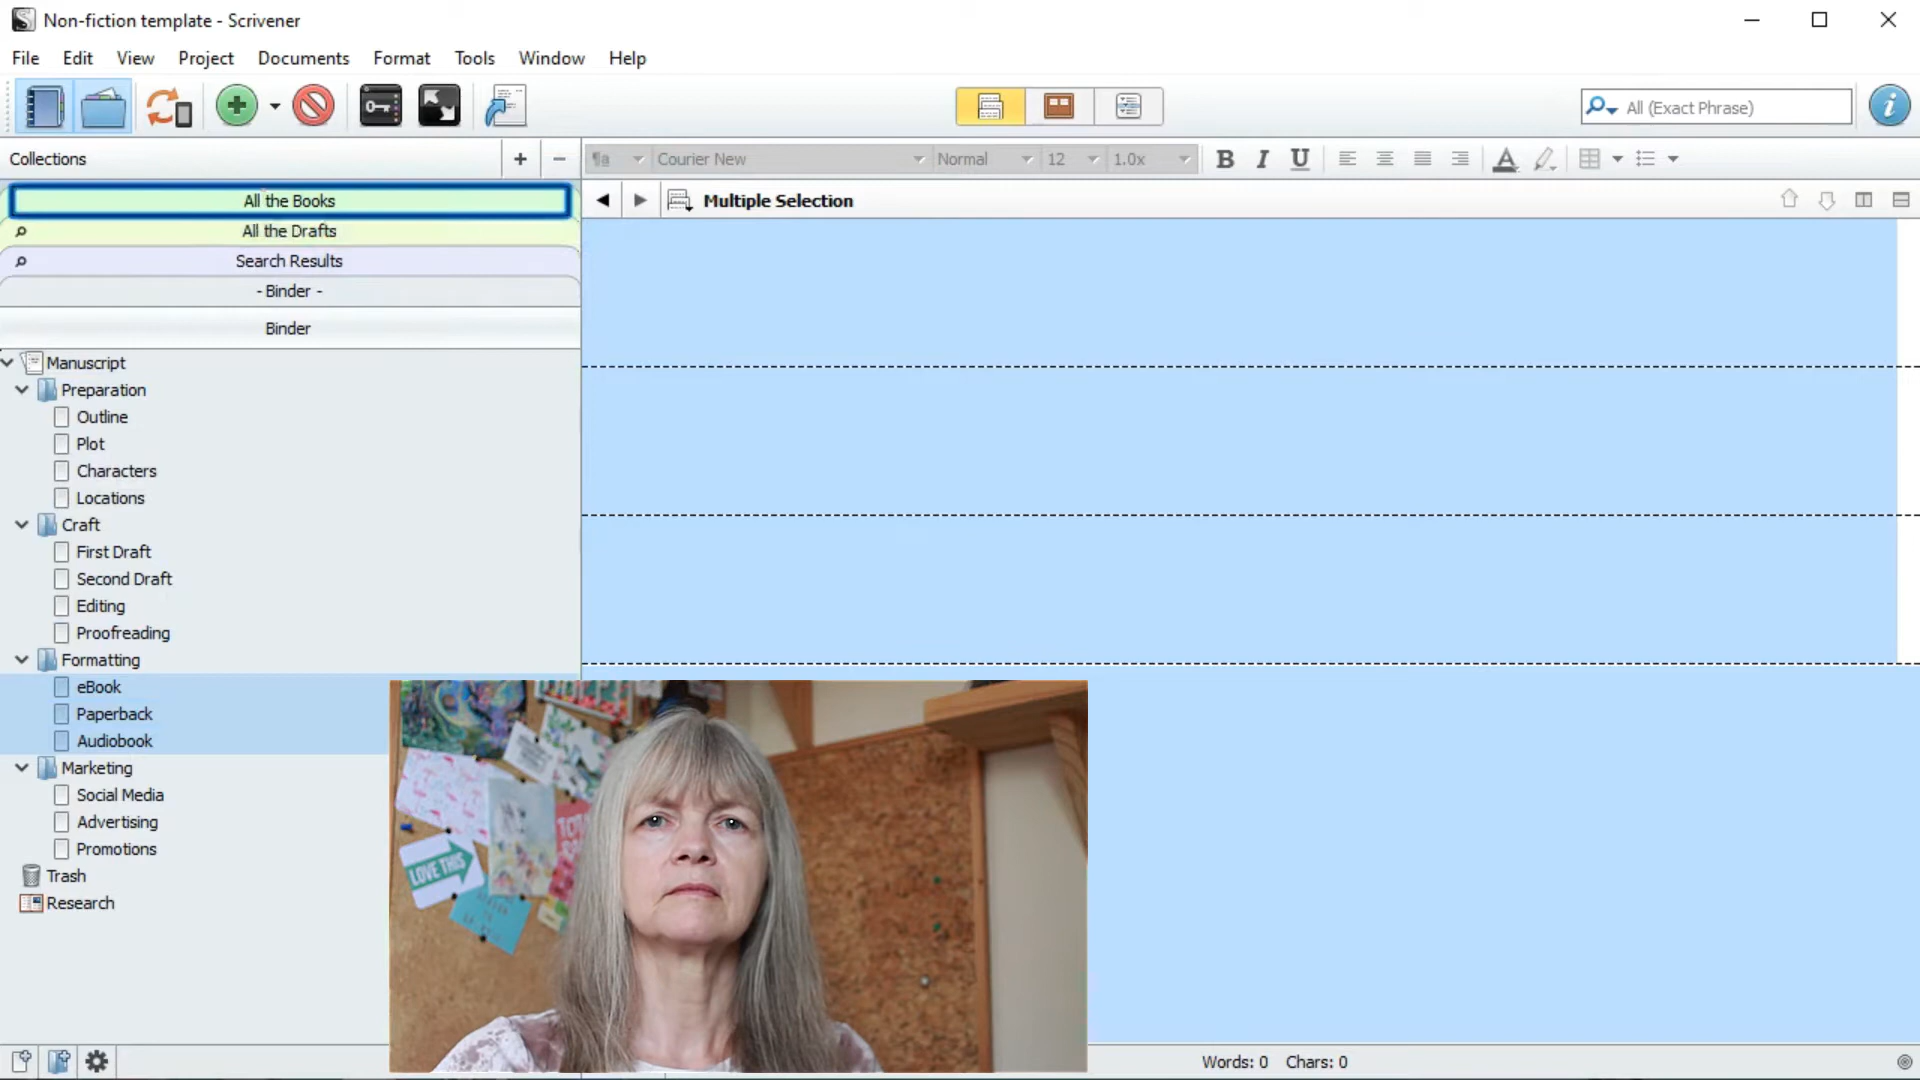 Non-fiction template - Scrivener
File Edit View Project Documents Format Tools Window Help
All (Exact Phrase)
Collections
¶a Courier New Normal 12 1.0x B I U A
All the Books
Multiple Selection
All the Drafts
Search Results
- Binder -
Binder
Manuscript
Preparation
Outline
Plot
Characters
Locations
Craft
First Draft
Second Draft
Editing
Proofreading
Formatting
eBook
Paperback
Audiobook
Marketing
Social Media
Advertising
Promotions
Trash
Research
LOVE THIS
Words: 0 Chars: 0